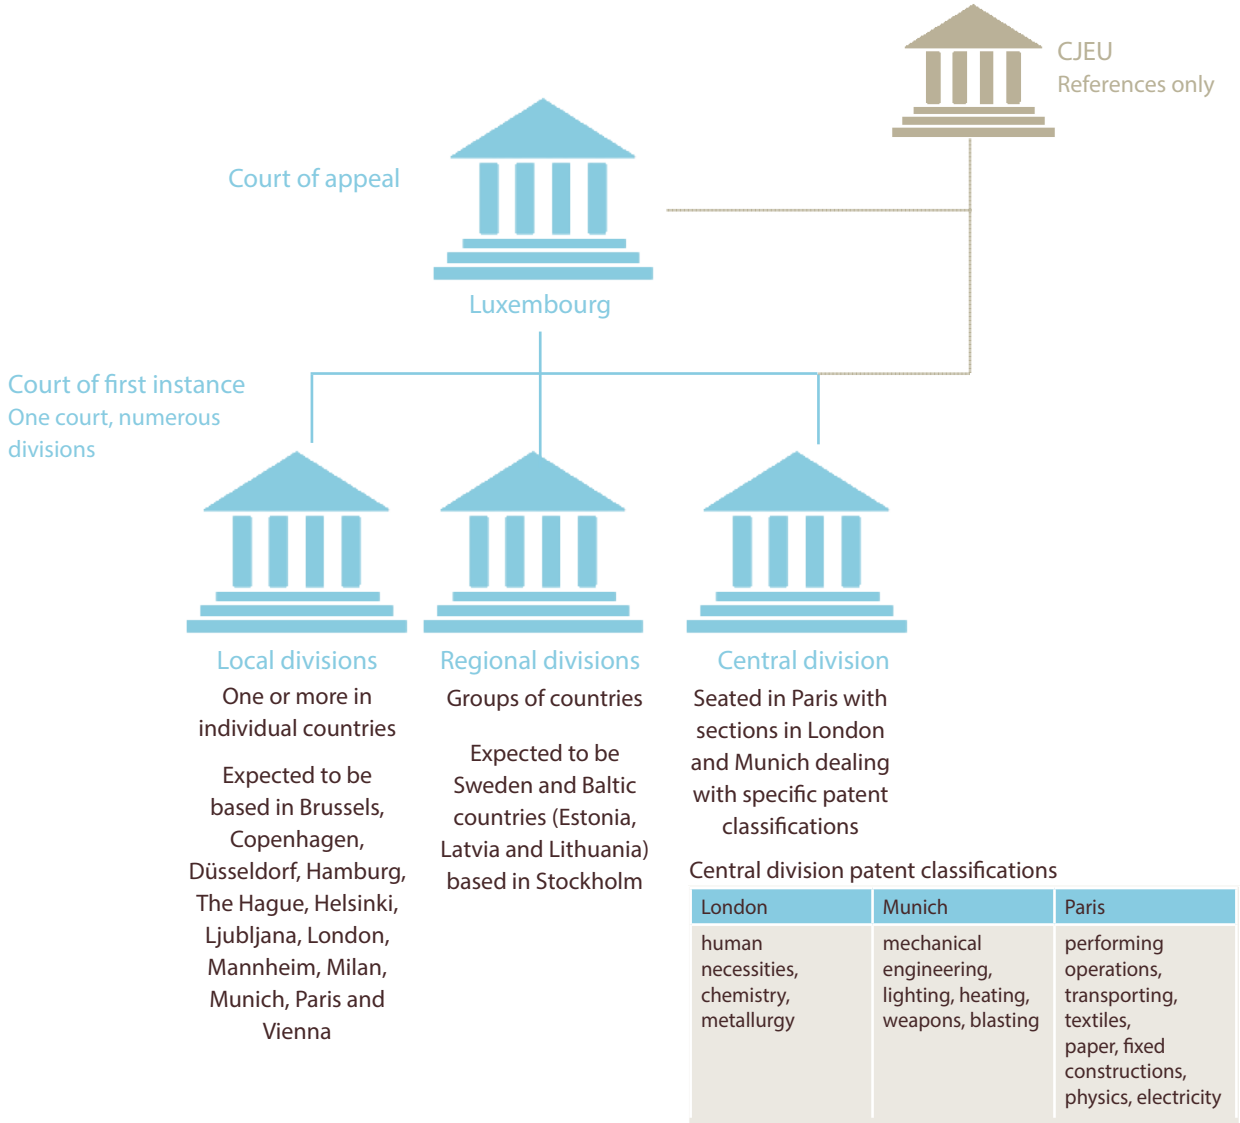 CJEU
References only
Court of appeal
Luxembourg
Court of first instance
One court, numerous
divisions
Local divisions
One or more in
individual countries
Expected to be
based in Brussels,
Copenhagen,
Düsseldorf, Hamburg,
The Hague, Helsinki,
Ljubljana, London,
Mannheim, Milan,
Munich, Paris and
Vienna
Regional divisions
Groups of countries
Expected to be
Sweden and Baltic
countries (Estonia,
Latvia and Lithuania)
based in Stockholm
Central division
Seated in Paris with
sections in London
and Munich dealing
with specific patent
classifications
Central division patent classifications
London
human
necessities,
chemistry,
metallurgy
Munich
mechanical
engineering,
lighting, heating,
weapons, blasting
Paris
performing
operations,
transporting,
textiles,
paper, fixed
constructions,
physics, electricity